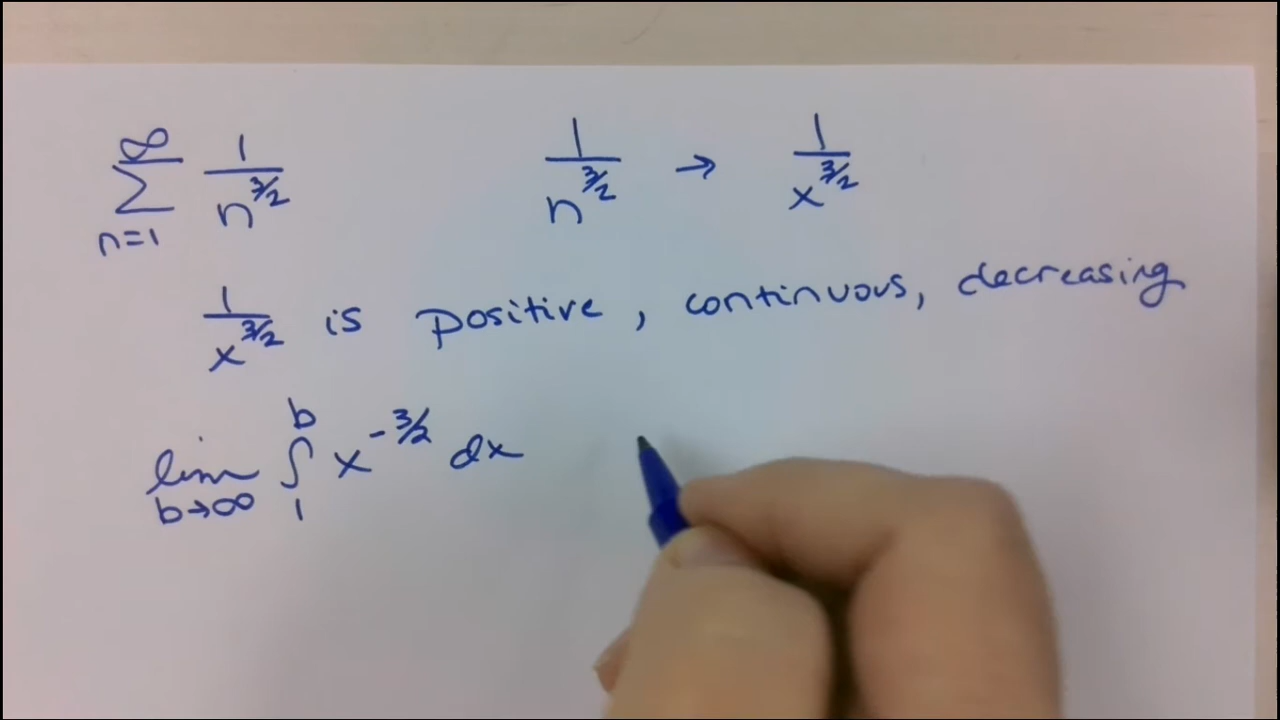 ∞∑n=1 1/n^3/2   1/n^3/2 → 1/x^3/2
1/x^3/2 is positive, continuous, decreasing
lim b→∞ ∫1^b x^-3/2 dx